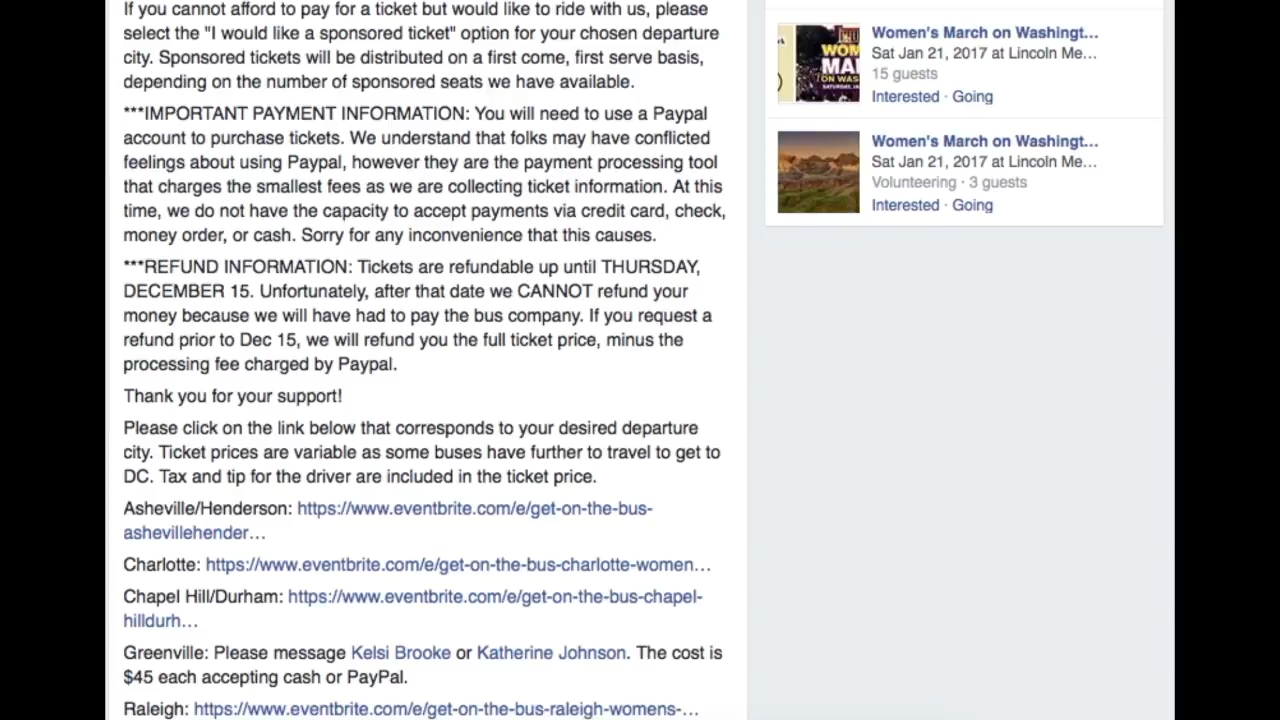 If you cannot afford to pay for a ticket but would like to ride with us, please
select the "I would like a sponsored ticket" option for your chosen departure
city. Sponsored tickets will be distributed on a first come, first serve basis,
depending on the number of sponsored seats we have available.
***IMPORTANT PAYMENT INFORMATION: You will need to use a Paypal
account to purchase tickets. We understand that folks may have conflicted
feelings about using Paypal, however they are the payment processing tool
that charges the smallest fees as we are collecting ticket information. At this
time, we do not have the capacity to accept payments via credit card, check,
money order, or cash. Sorry for any inconvenience that this causes.
***REFUND INFORMATION: Tickets are refundable up until THURSDAY,
DECEMBER 15. Unfortunately, after that date we CANNOT refund your
money because we will have had to pay the bus company. If you request a
refund prior to Dec 15, we will refund you the full ticket price, minus the
processing fee charged by Paypal.
Thank you for your support!
Please click on the link below that corresponds to your desired departure
city. Ticket prices are variable as some buses have further to travel to get to
DC. Tax and tip for the driver are included in the ticket price.
Asheville/Henderson: https://www.eventbrite.com/e/get-on-the-bus-
ashevillehender…
Charlotte: https://www.eventbrite.com/e/get-on-the-bus-charlotte-women…
Chapel Hill/Durham: https://www.eventbrite.com/e/get-on-the-bus-chapel-
hilldurh…
Greenville: Please message Kelsi Brooke or Katherine Johnson. The cost is
$45 each accepting cash or PayPal.
Raleigh: https://www.eventbrite.com/e/get-on-the-bus-raleigh-womens-…
Women's March on Washingt…
Sat Jan 21, 2017 at Lincoln Me…
15 guests
Interested · Going
Women's March on Washingt…
Sat Jan 21, 2017 at Lincoln Me…
Volunteering · 3 guests
Interested · Going